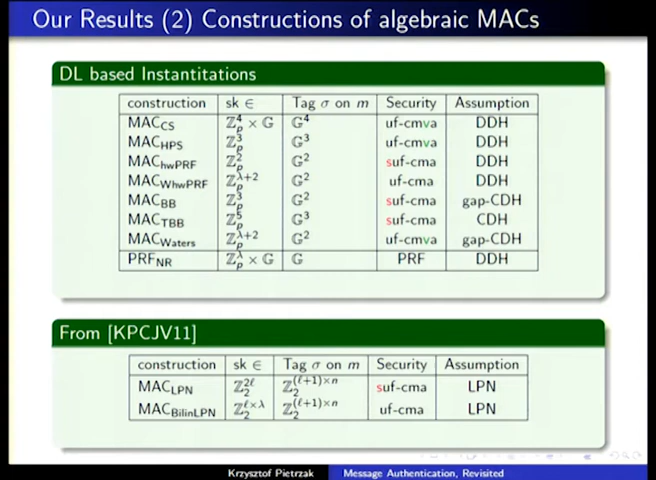 Our Results (2) Constructions of algebraic MACs
DL based Instantitations
construction sk ∈ Tag σ on m Security Assumption
MAC_CS ℤ_p^4 × G G^4 uf-cmva DDH
MAC_HPS ℤ_p^3 G^3 uf-cmva DDH
MAC_hwPRF ℤ_p^2 G^2 suf-cma DDH
MAC_WhwPRF ℤ_p^{λ+2} G^2 uf-cma DDH
MAC_BB ℤ_p^3 G^2 suf-cma gap-CDH
MAC_TBB ℤ_p^5 G^3 suf-cma CDH
MAC_Waters ℤ_p^{λ+2} G^2 uf-cmva gap-CDH
PRF_NR ℤ_p^λ × G G PRF DDH
From [KPCJV11]
construction sk ∈ Tag σ on m Security Assumption
MAC_LPN ℤ_2^{2ℓ} ℤ_2^{(ℓ+1)×n} suf-cma LPN
MAC_BilinLPN ℤ_2^{ℓ×λ} ℤ_2^{(ℓ+1)×n} uf-cma LPN
Krzysztof Pietrzak Message Authentication, Revisited